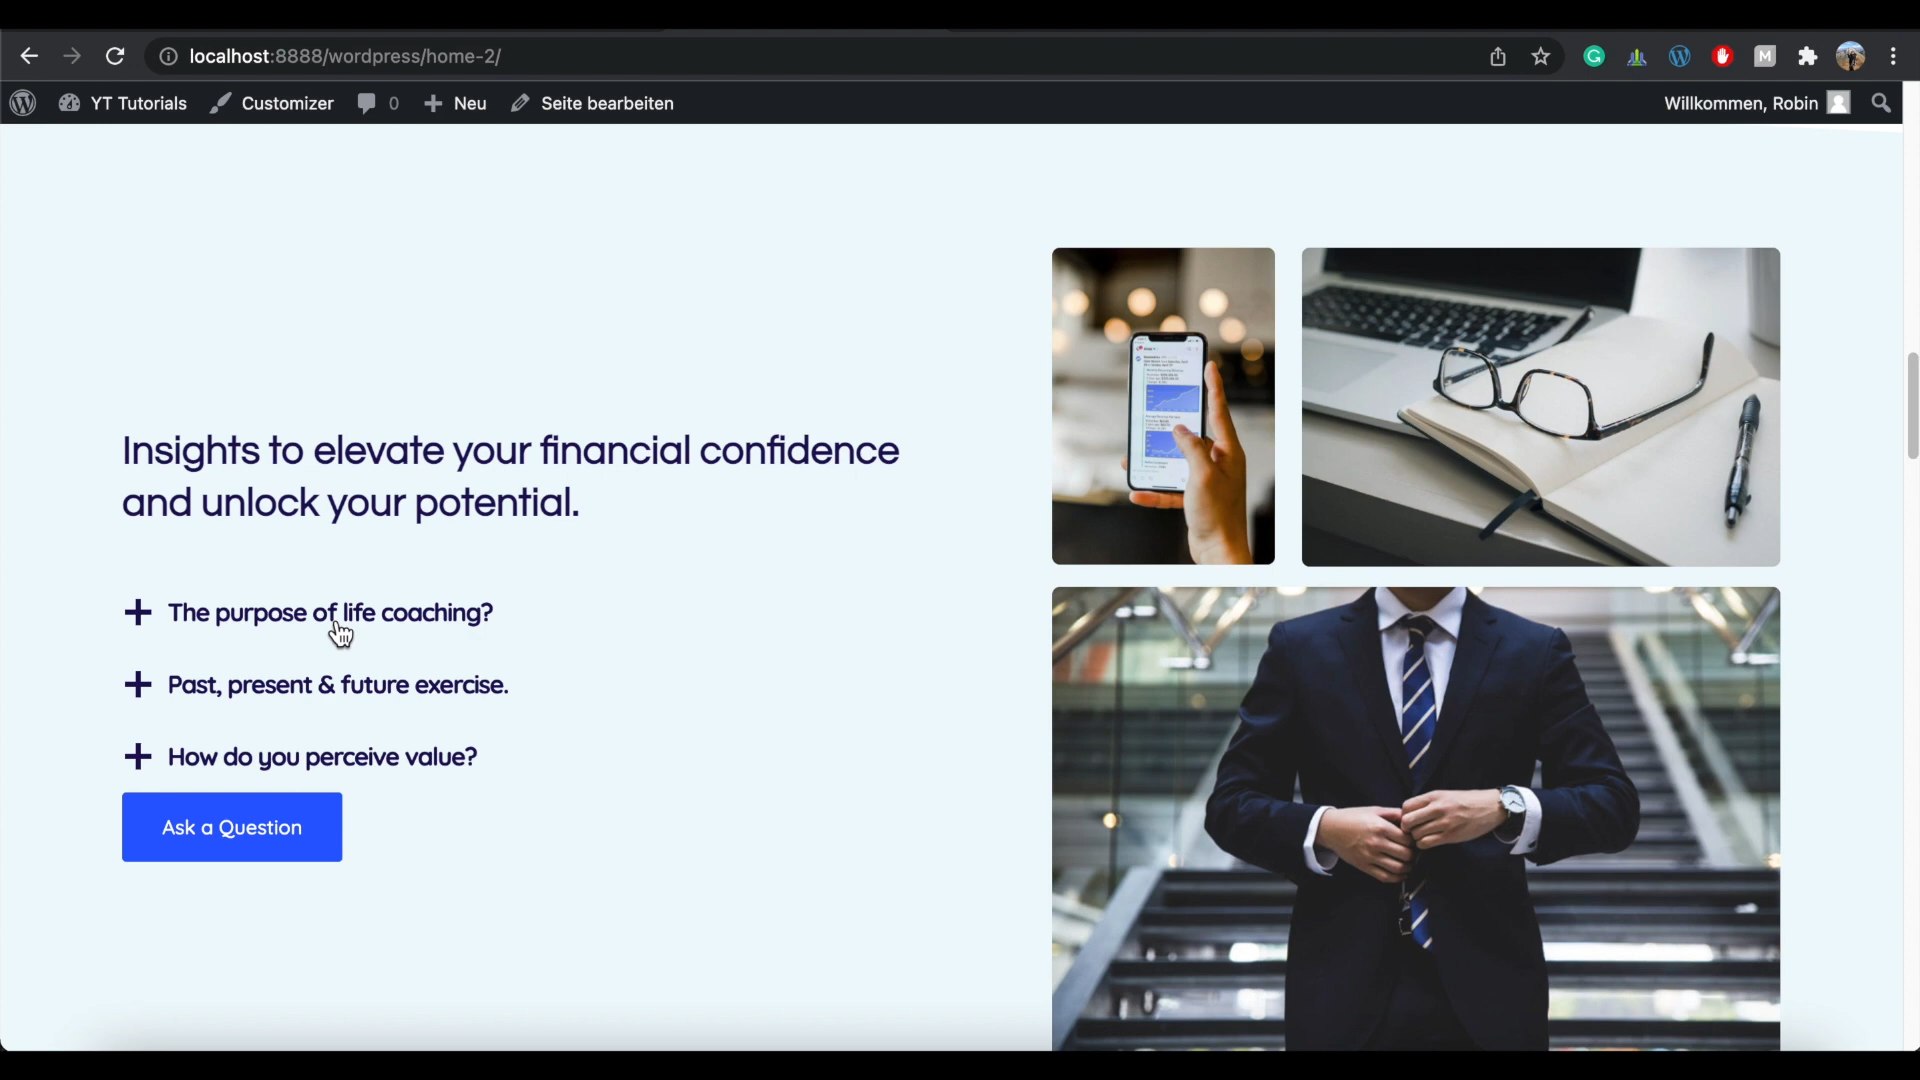 localhost:8888/wordpress/home-2/
YT Tutorials Customizer 0 Neu Seite bearbeiten Willkommen, Robin
Insights to elevate your financial confidence
and unlock your potential.
The purpose of life coaching?
Past, present & future exercise.
How do you perceive value?
Ask a Question